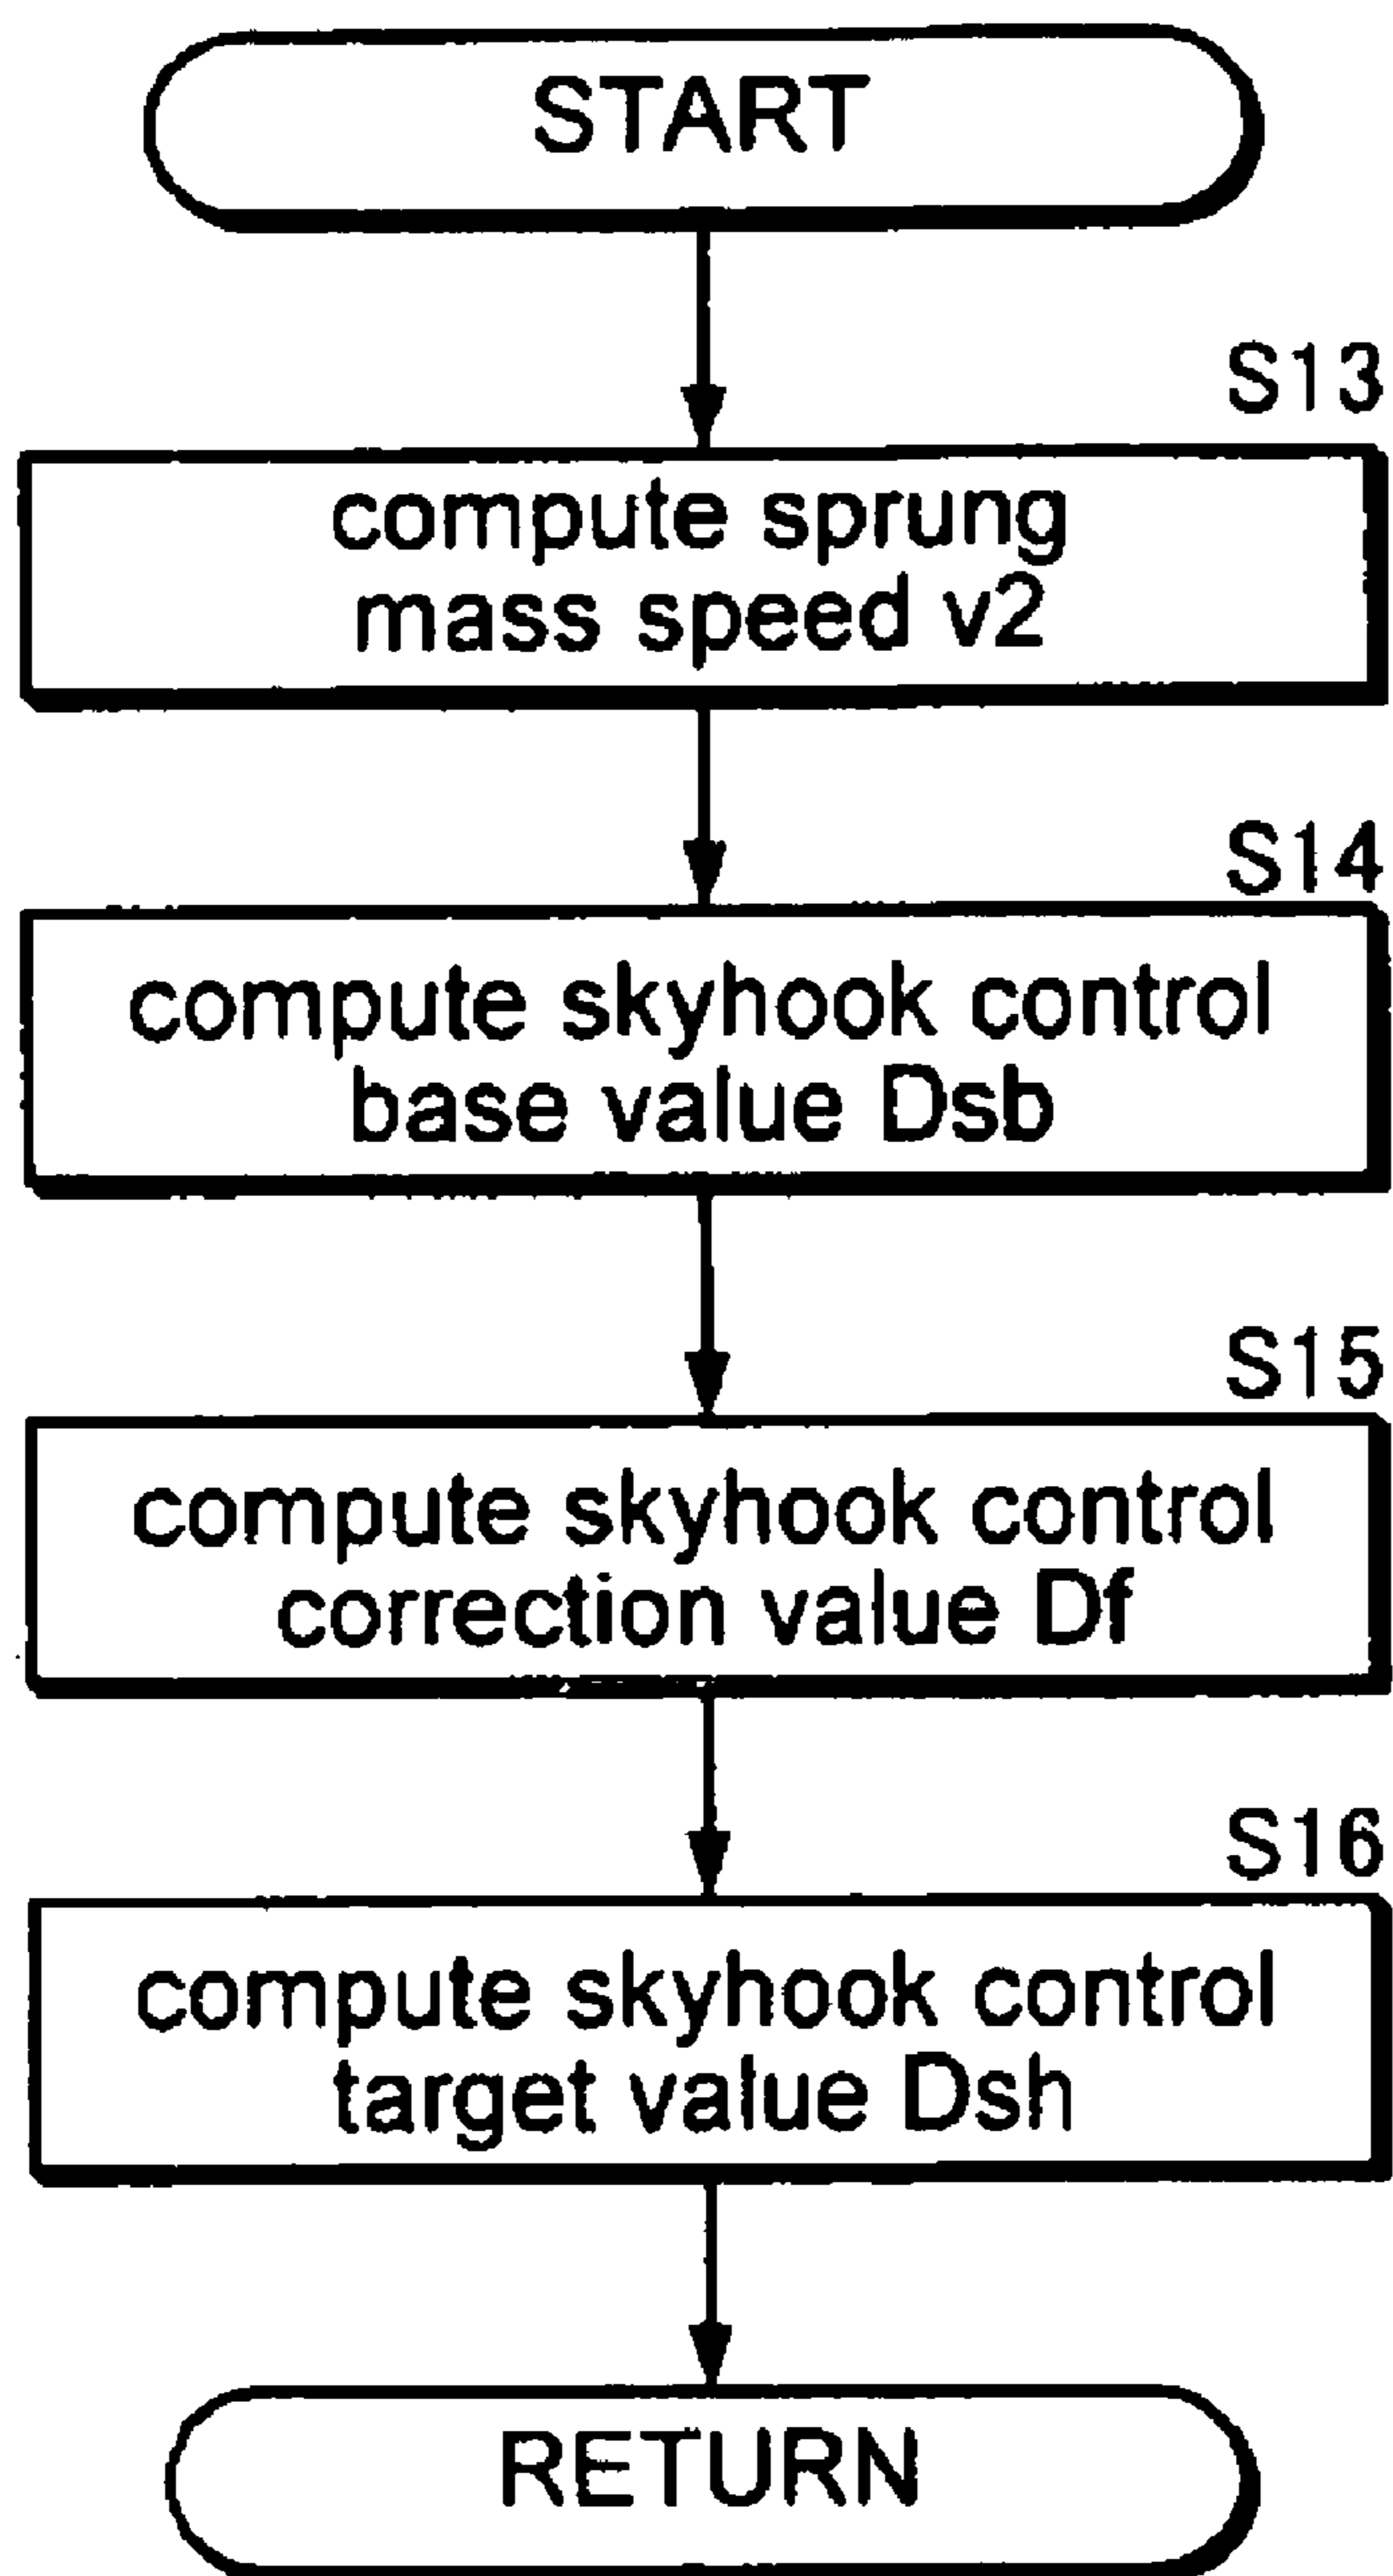 START
S13
compute sprung
mass speed v2
S14
compute skyhook control
base value Dsb
S15
compute skyhook control
correction value Df
S16
compute skyhook control
target value Dsh
RETURN